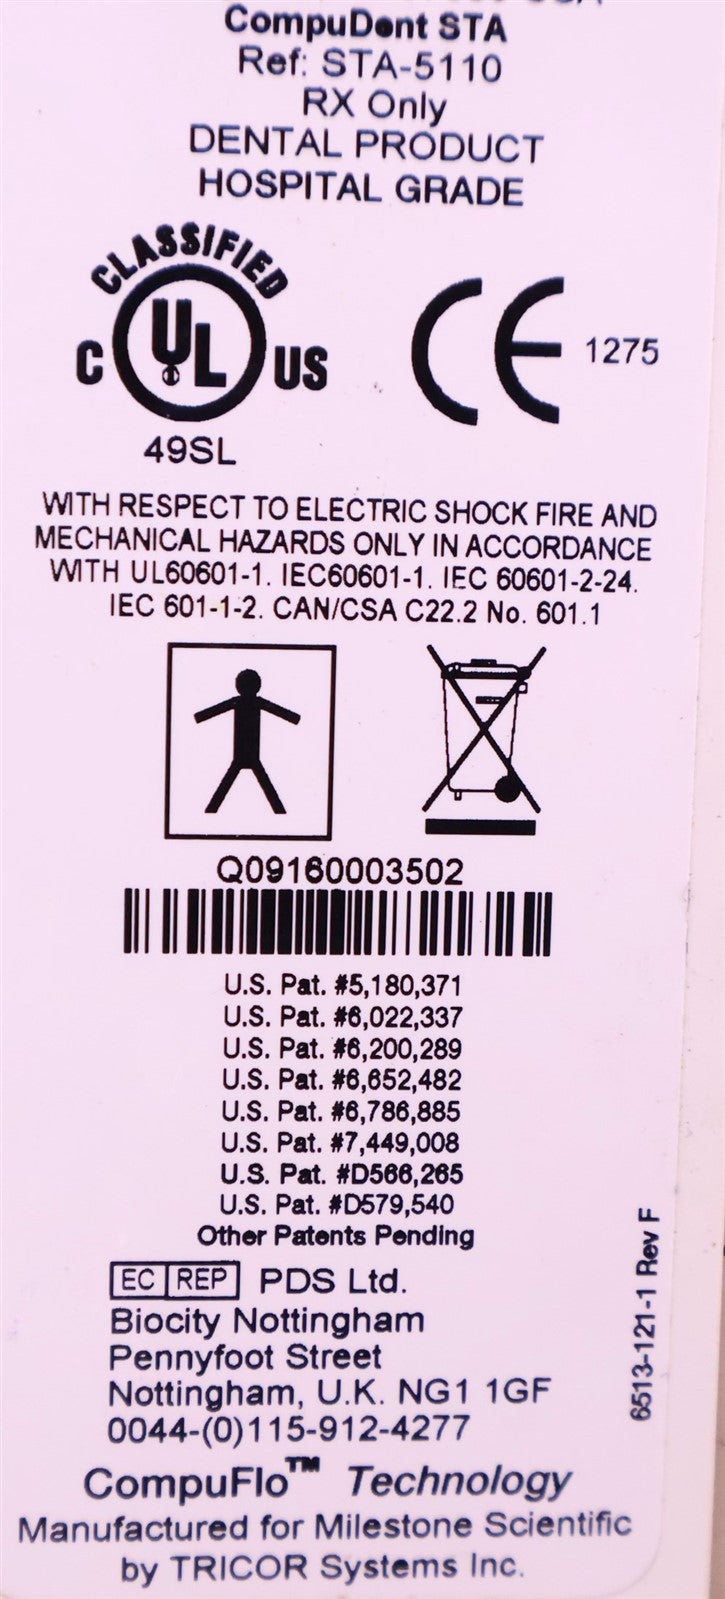 CompuDent STA
Ref: STA-5110
RX Only
DENTAL PRODUCT
HOSPITAL GRADE
CLASSIFIED
C UL US
CE 1275
49SL
WITH RESPECT TO ELECTRIC SHOCK FIRE AND
MECHANICAL HAZARDS ONLY IN ACCORDANCE
WITH UL60601-1. IEC60601-1. IEC 60601-2-24.
IEC 601-1-2. CAN/CSA C22.2 No. 601.1
Q09160003502
U.S. Pat. #5,180,371
U.S. Pat. #6,022,337
U.S. Pat. #6,200,289
U.S. Pat. #6,652,482
U.S. Pat. #6,786,885
U.S. Pat. #7,449,008
U.S. Pat. #D566,265
U.S. Pat. #D579,540
Other Patents Pending
EC REP PDS Ltd.
Biocity Nottingham
Pennyfoot Street
Nottingham, U.K. NG1 1GF
0044-(0)115-912-4277
6513-121-1 Rev F
CompuFlo™ Technology
Manufactured for Milestone Scientific
by TRICOR Systems Inc.